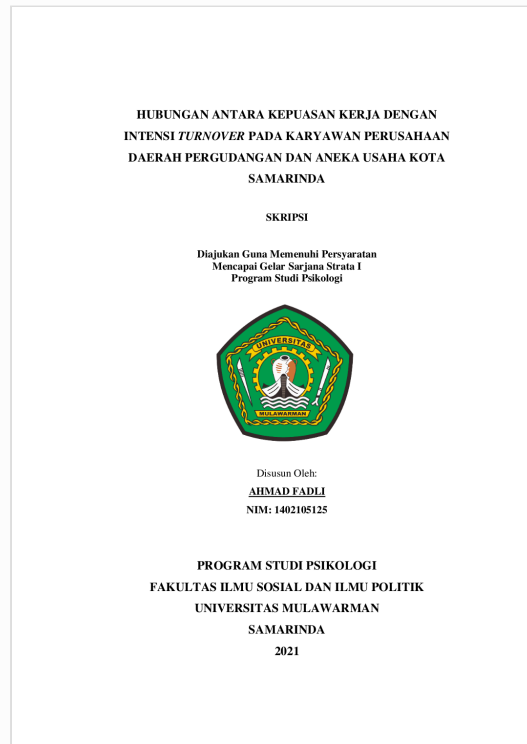 HUBUNGAN ANTARA KEPUASAN KERJA DENGAN
INTENSI TURNOVER PADA KARYAWAN PERUSAHAAN
DAERAH PERGUDANGAN DAN ANEKA USAHA KOTA
SAMARINDA
SKRIPSI
Diajukan Guna Memenuhi Persyaratan
Mencapai Gelar Sarjana Strata I
Program Studi Psikologi
UNIVERSITAS
MULAWARMAN
Disusun Oleh:
AHMAD FADLI
NIM: 1402105125
PROGRAM STUDI PSIKOLOGI
FAKULTAS ILMU SOSIAL DAN ILMU POLITIK
UNIVERSITAS MULAWARMAN
SAMARINDA
2021